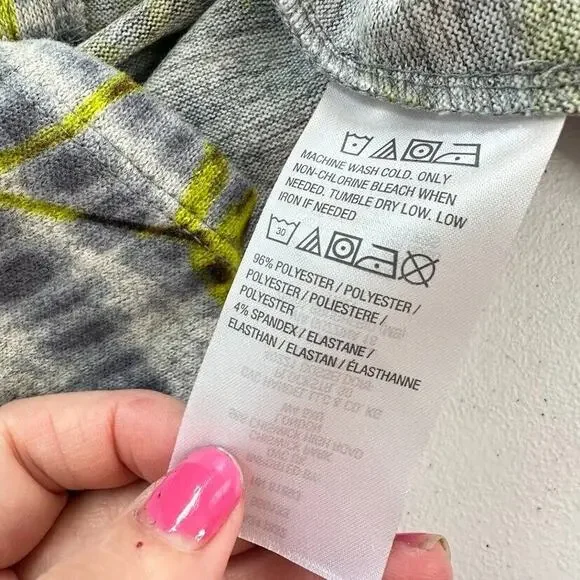 MACHINE WASH COLD. ONLY
NON-CHLORINE BLEACH WHEN
NEEDED. TUMBLE DRY LOW. LOW
IRON IF NEEDED
30
96% POLYESTER / POLYESTER /
POLYESTER / POLIESTERE /
POLYESTER
4% SPANDEX / ELASTANE /
ELASTHAN / ELASTAN / ÉLASTHANNE